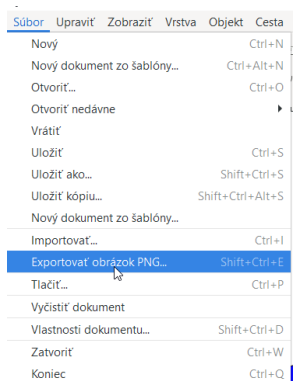 Súbor Upraviť Zobraziť Vrstva Objekt Cesta
Nový Ctrl+N
Nový dokument zo šablóny... Ctrl+Alt+N
Otvoriť... Ctrl+O
Otvoriť nedávne
Vrátiť
Uložiť Ctrl+S
Uložiť ako... Shift+Ctrl+S
Uložiť kópiu... Shift+Ctrl+Alt+S
Nový dokument zo šablóny...
Importovať... Ctrl+I
Exportovať obrázok PNG... Shift+Ctrl+E
Tlačiť... Ctrl+P
Vyčistiť dokument
Vlastnosti dokumentu... Shift+Ctrl+D
Zatvoriť Ctrl+W
Koniec Ctrl+Q